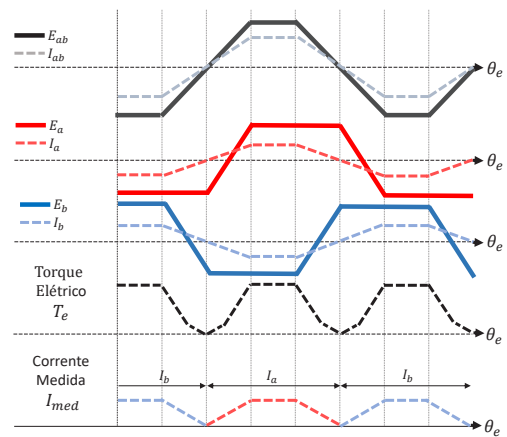 E_ab
I_ab
θ_e
E_a
I_a
θ_e
E_b
I_b
θ_e
Torque
Elétrico
T_e
θ_e
Corrente
Medida
I_med
I_b I_a I_b
θ_e